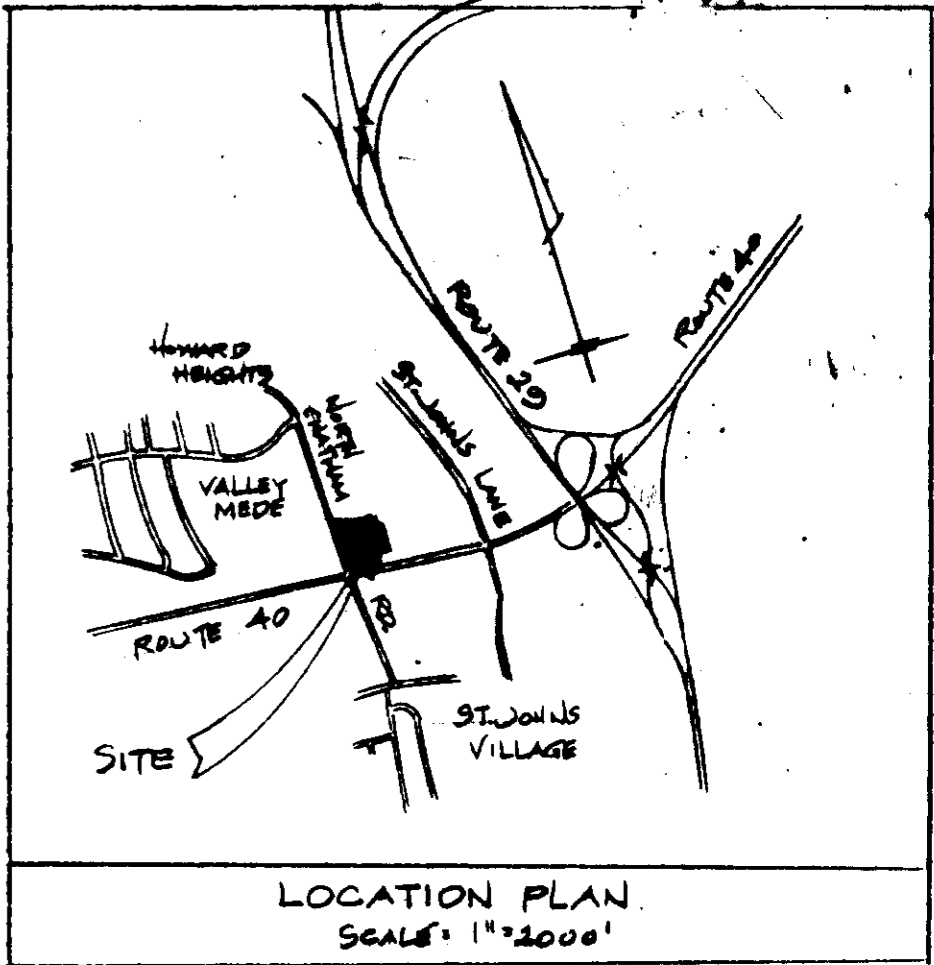 ROUTE 29
ROUTE 40
HOWARD
HEIGHTS
NORTH
CHATHAM
ST. JOHNS LANE
VALLEY
MEDE
ROUTE 40
RD.
ST. JOHNS
VILLAGE
SITE
LOCATION PLAN
SCALE: 1"=2000'